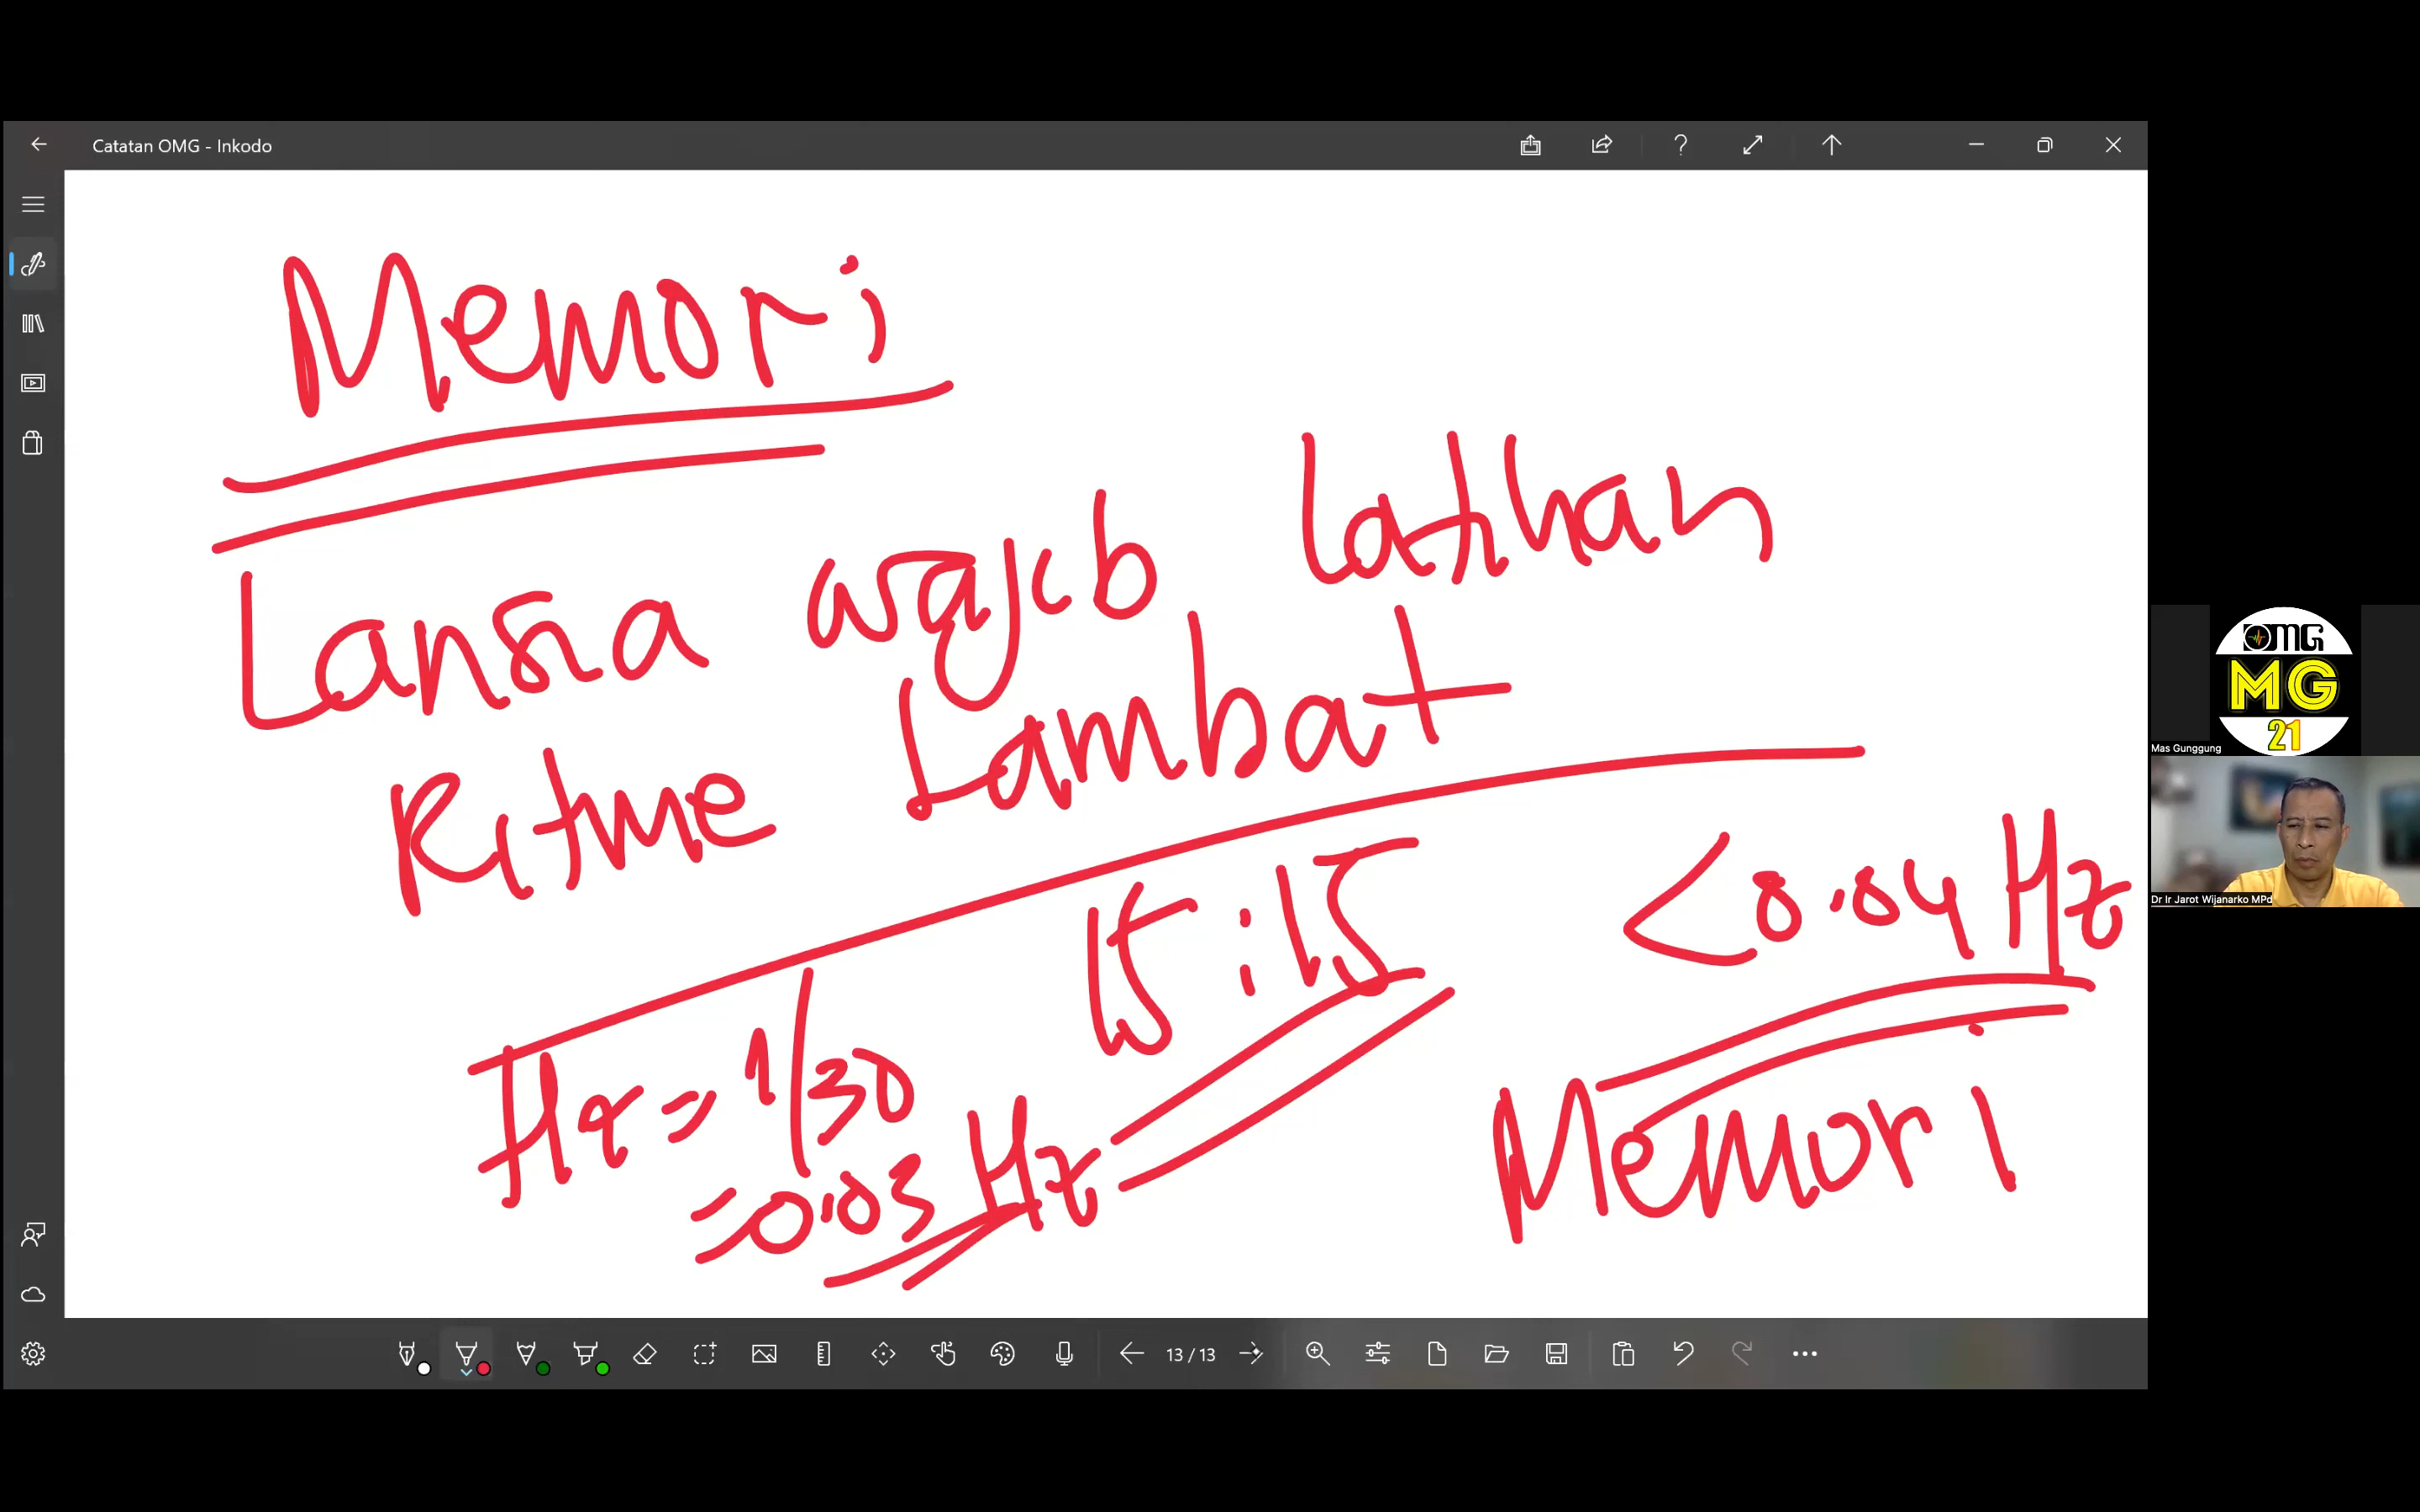 Catatan OMG - Inkodo
Memori
Lansia wajib latihan
Ritme Lambat
15 : 15
< 0.04 Hz
Hz = 1/30
= 0.03 Hz
Memori
OMG
MG
21
Mas Gunggung
Dr Ir Jarot Wijanarko MPd
13 / 13